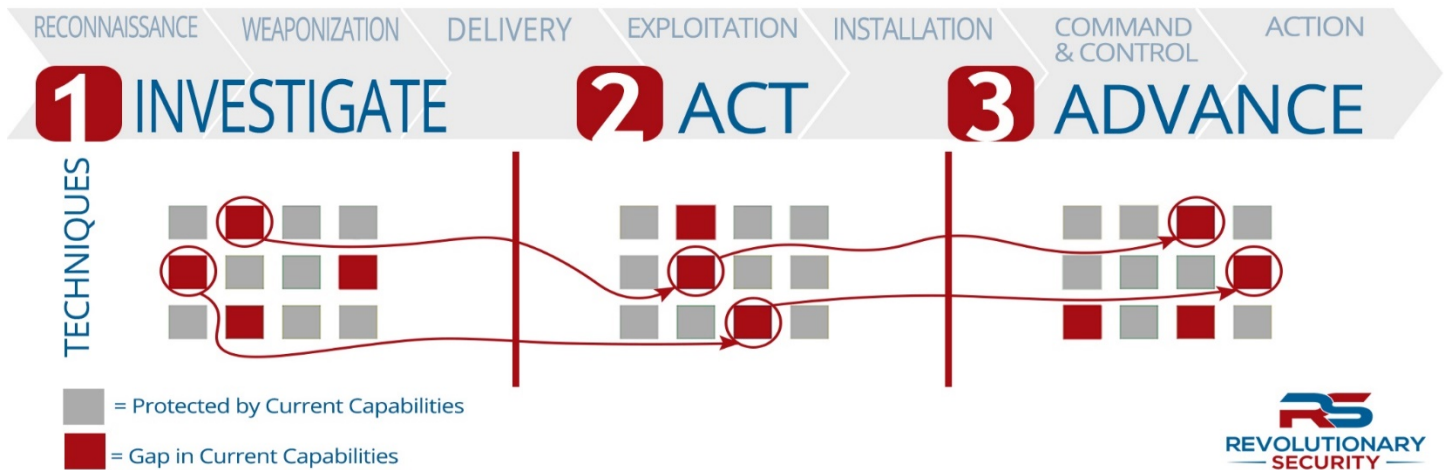 RECONNAISSANCE
WEAPONIZATION
DELIVERY
EXPLOITATION
INSTALLATION
COMMAND
& CONTROL
ACTION
1 INVESTIGATE
2 ACT
3 ADVANCE
TECHNIQUES
= Protected by Current Capabilities
= Gap in Current Capabilities
RS
REVOLUTIONARY
SECURITY